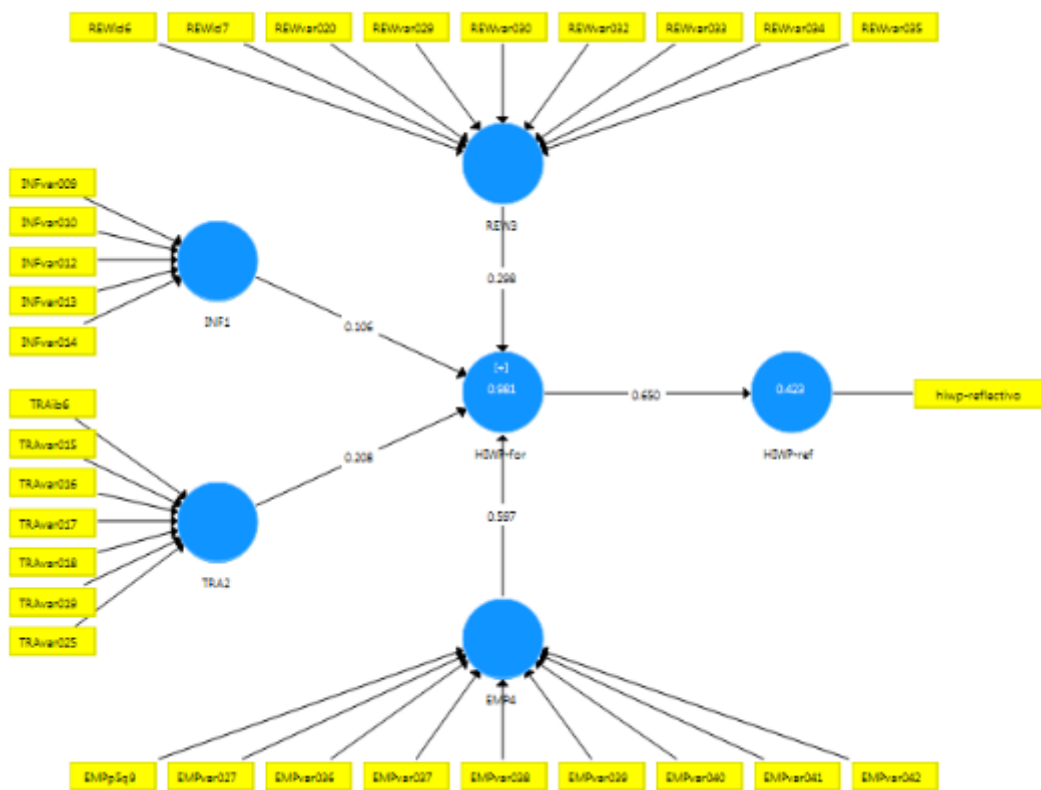 REWid6 REWid7 REWvar020 REWvar029 REWvar030 REWvar032 REWvar033 REWvar034 REWvar035
REW3
INFvar009
INFvar010
INFvar012
INFvar013
INFvar014
INF1
0.298
0.106
TRAib6
TRAvar015
TRAvar016
TRAvar017
TRAvar018
TRAvar019
TRAvar025
TRA2
0.208
[+]
0.981
HIWP-for
0.650
0.423
HIWP-ref
hiwp-reflectivo
0.597
EMP4
EMPp5q9 EMPvar027 EMPvar036 EMPvar037 EMPvar038 EMPvar039 EMPvar040 EMPvar041 EMPvar042